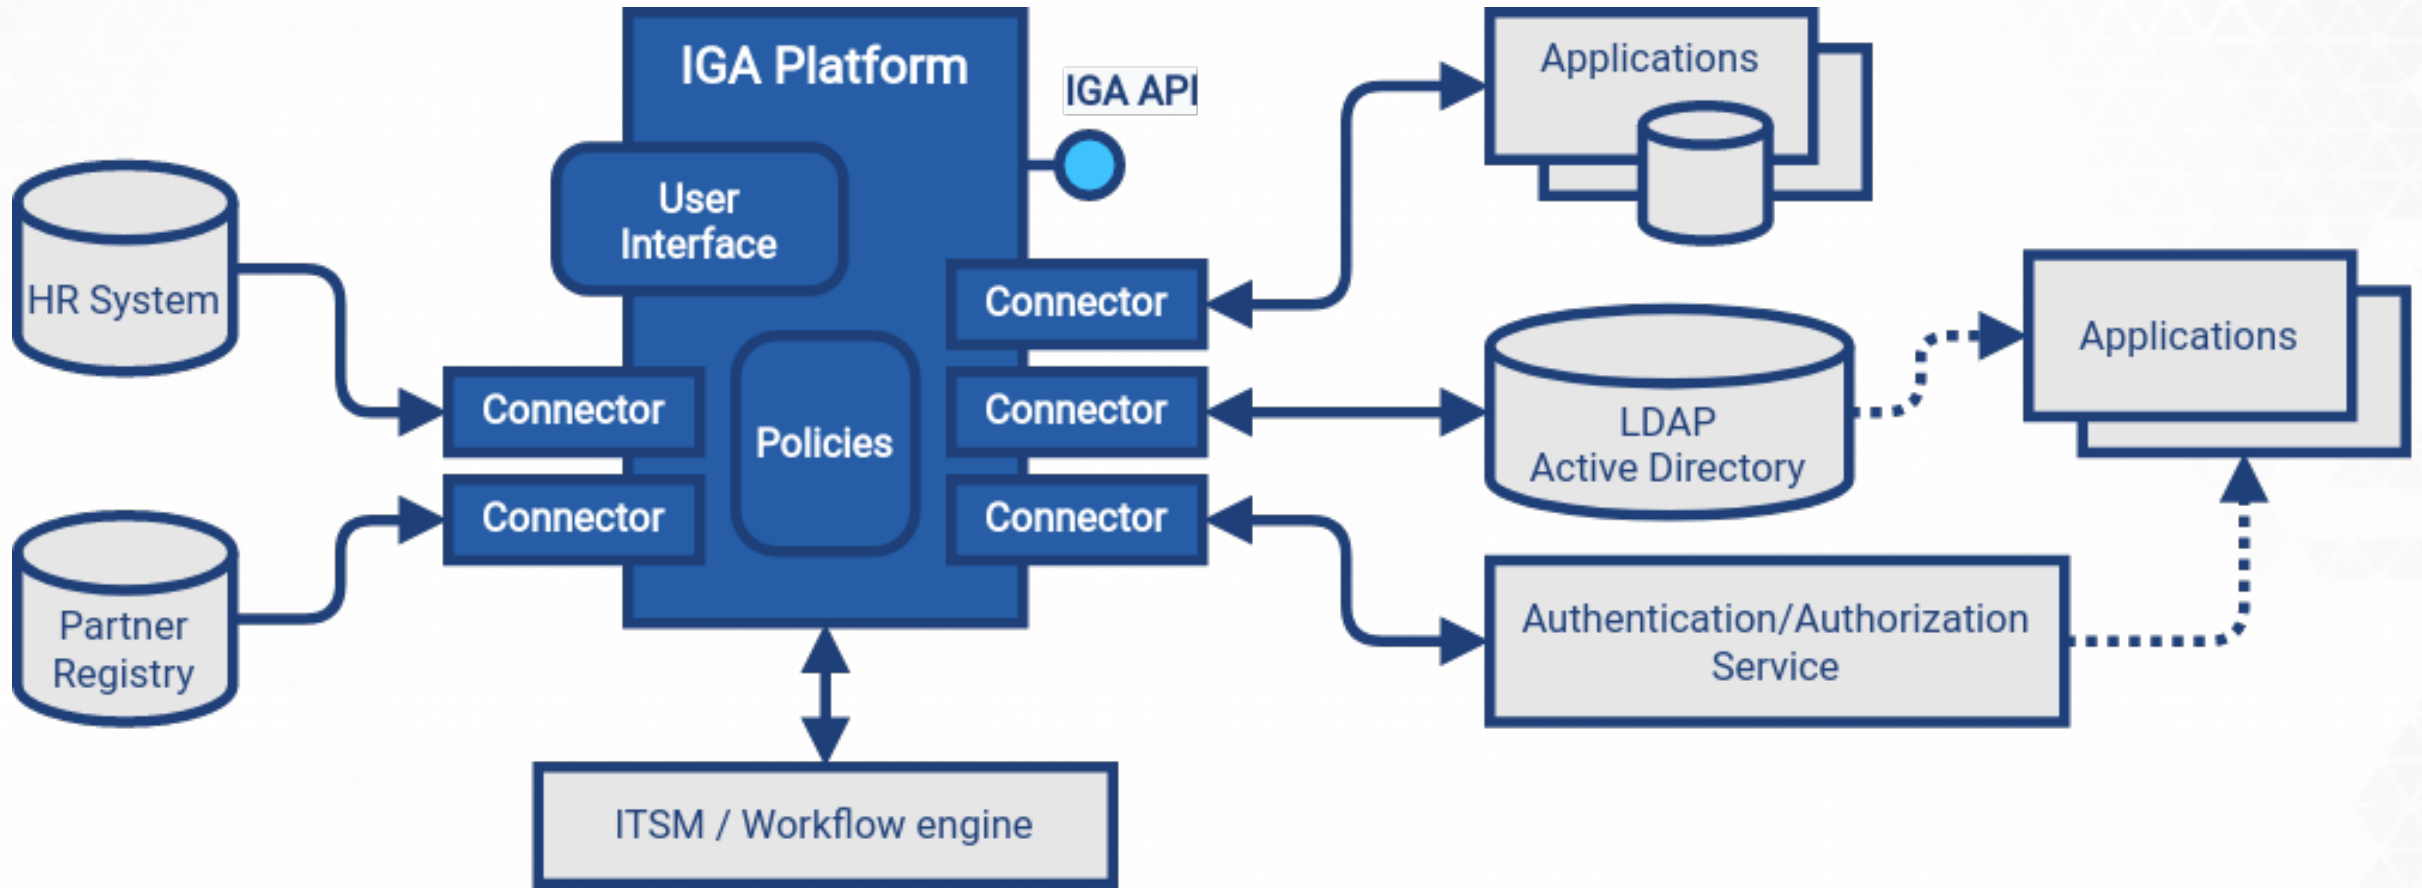 IGA Platform
IGA API
Applications
User
Interface
HR System
Connector
Connector
Policies
Connector
Connector
Connector
LDAP
Active Directory
Applications
Partner
Registry
Authentication/Authorization
Service
ITSM / Workflow engine